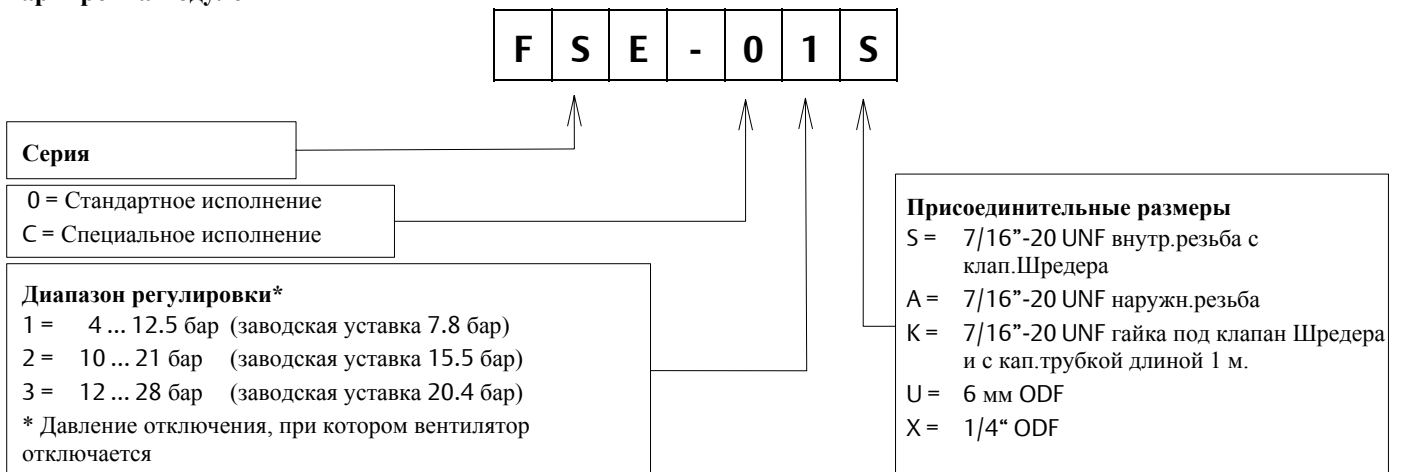 F S E - 0 1 S
Серия
0 = Стандартное исполнение
C = Специальное исполнение
Диапазон регулировки*
1 = 4 ... 12.5 бар (заводская уставка 7.8 бар)
2 = 10 ... 21 бар (заводская уставка 15.5 бар)
3 = 12 ... 28 бар (заводская уставка 20.4 бар)
* Давление отключения, при котором вентилятор
отключается
Присоединительные размеры
S = 7/16”-20 UNF внутр.резьба с
клап.Шредера
A = 7/16”-20 UNF наружн.резьба
K = 7/16”-20 UNF гайка под клапан Шредера
и с кап.трубкой длиной 1 м.
U = 6 мм ODF
X = 1/4“ ODF